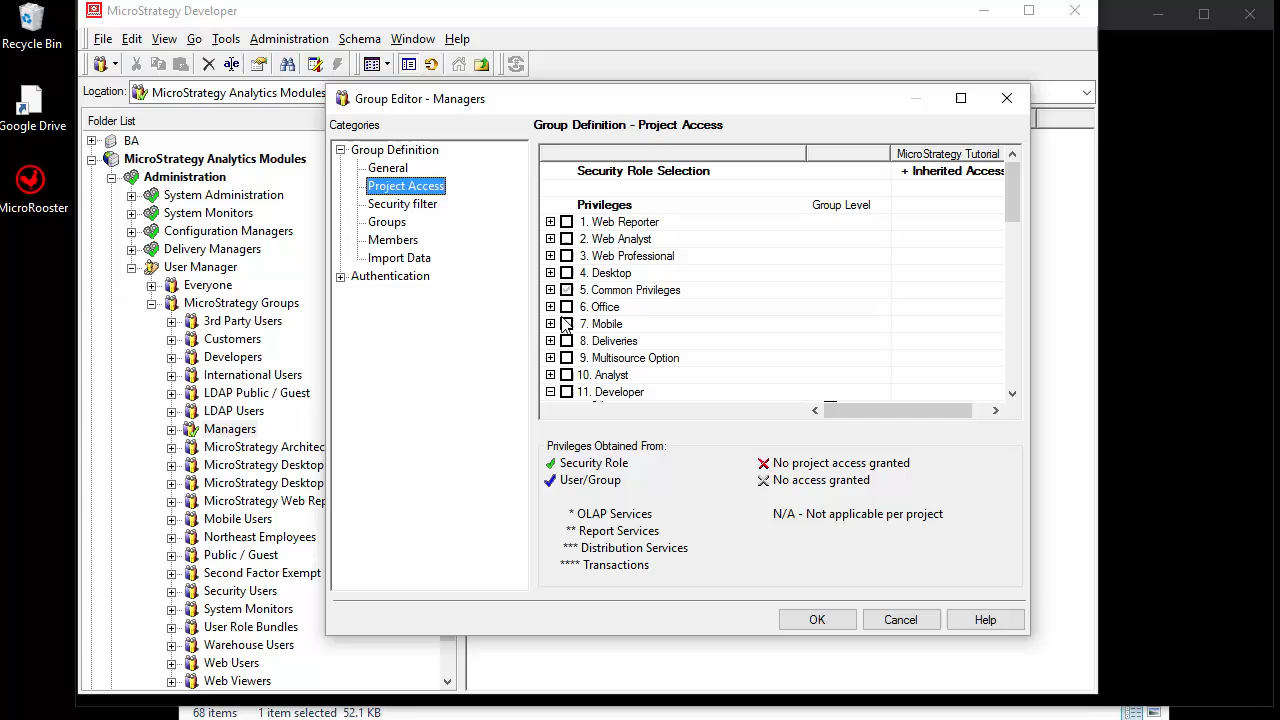 Recycle Bin
Google Drive
MicroRooster
MicroStrategy Developer
File Edit View Go Tools Administration Schema Window Help
Location: MicroStrategy Analytics Modules
Folder List
BA
MicroStrategy Analytics Modules
Administration
System Administration
System Monitors
Configuration Managers
Delivery Managers
User Manager
Everyone
MicroStrategy Groups
3rd Party Users
Customers
Developers
International Users
LDAP Public / Guest
LDAP Users
Managers
MicroStrategy Architec
MicroStrategy Desktop
MicroStrategy Desktop
MicroStrategy Web Rep
Mobile Users
Northeast Employees
Public / Guest
Second Factor Exempt
Security Users
System Monitors
User Role Bundles
Warehouse Users
Web Users
Web Viewers
Group Editor - Managers
Categories
Group Definition
General
Project Access
Security filter
Groups
Members
Import Data
Authentication
Group Definition - Project Access
MicroStrategy Tutorial
Security Role Selection + Inherited Access
Privileges Group Level
1. Web Reporter
2. Web Analyst
3. Web Professional
4. Desktop
5. Common Privileges
6. Office
7. Mobile
8. Deliveries
9. Multisource Option
10. Analyst
11. Developer
Privileges Obtained From:
Security Role
User/Group
No project access granted
No access granted
* OLAP Services
** Report Services
*** Distribution Services
**** Transactions
N/A - Not applicable per project
OK Cancel Help
68 items 1 item selected 52.1 KB